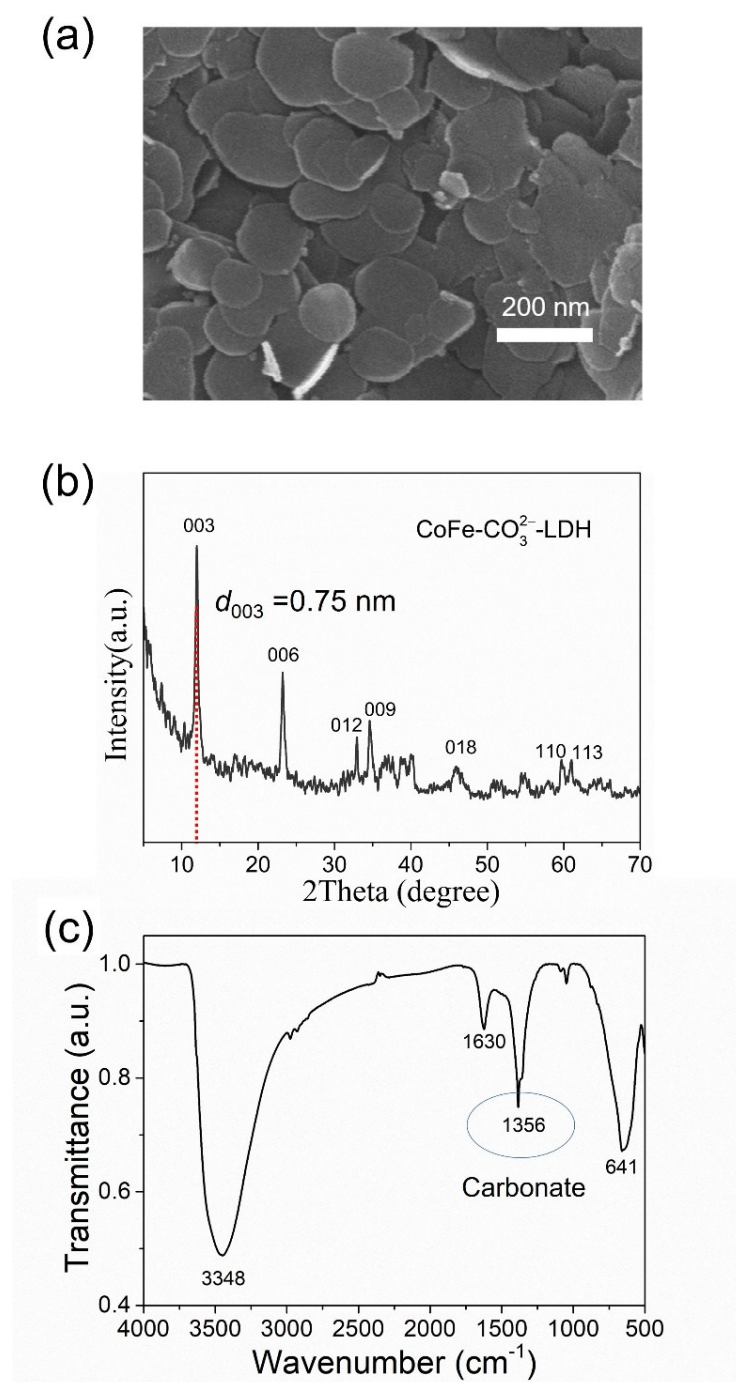 (a)
200 nm
(b)
003
CoFe-CO₃²⁻-LDH
d₀₀₃ =0.75 nm
006
012
009
018
110
113
Intensity(a.u.)
10 20 30 40 50 60 70
2Theta (degree)
(c)
1.0
0.8
0.6
0.4
Transmittance (a.u.)
1630
1356
Carbonate
641
3348
4000 3500 3000 2500 2000 1500 1000 500
Wavenumber (cm⁻¹)